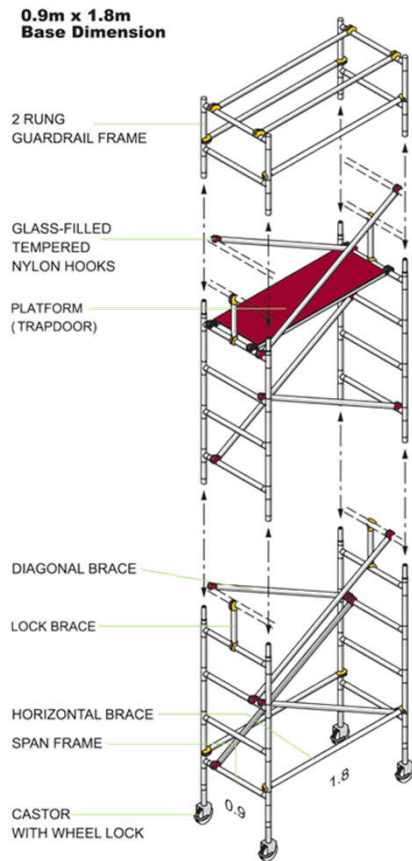 0.9m x 1.8m
Base Dimension
2 RUNG
GUARDRAIL FRAME
GLASS-FILLED
TEMPERED
NYLON HOOKS
PLATFORM
(TRAPDOOR)
DIAGONAL BRACE
LOCK BRACE
HORIZONTAL BRACE
SPAN FRAME
1.8
0.9
CASTOR
WITH WHEEL LOCK